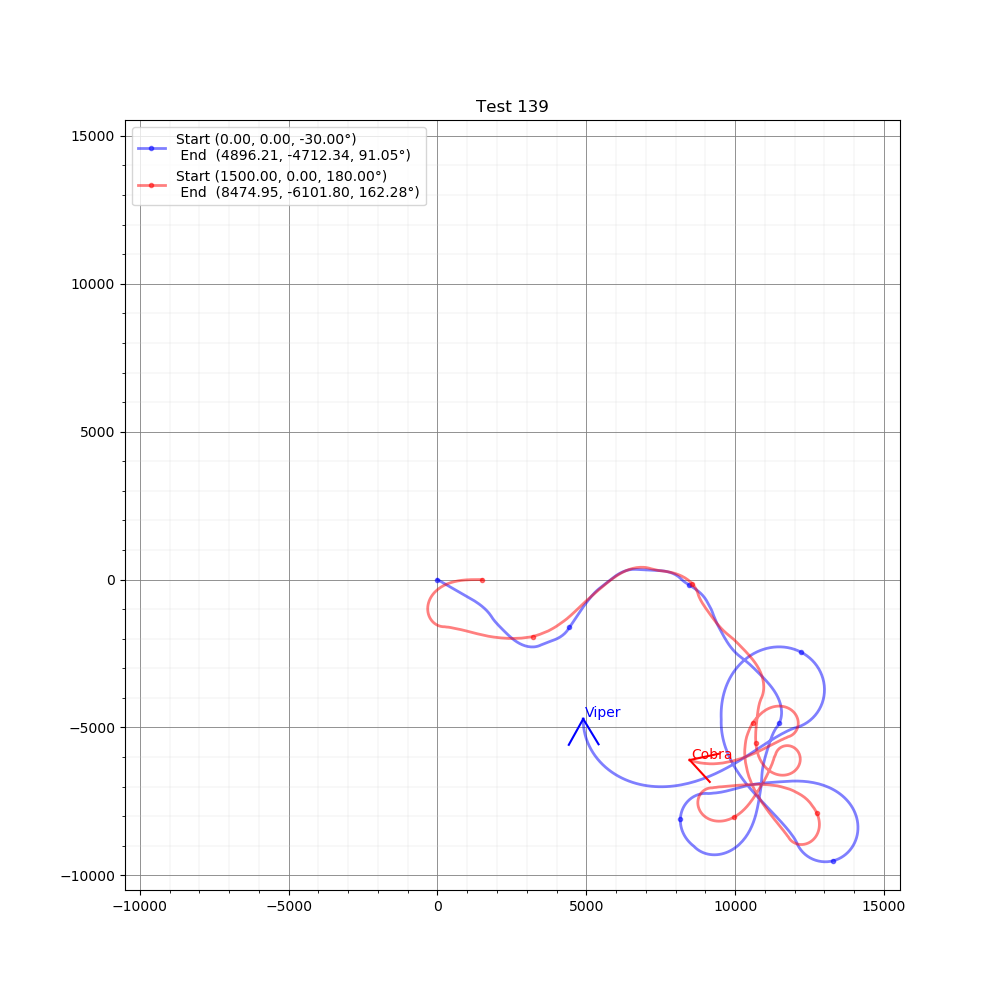 Test 139
Start (0.00, 0.00, -30.00°)
End (4896.21, -4712.34, 91.05°)
Start (1500.00, 0.00, 180.00°)
End (8474.95, -6101.80, 162.28°)
15000
10000
5000
0
−5000
−10000
Viper
Cobra
−10000
−5000
0
5000
10000
15000